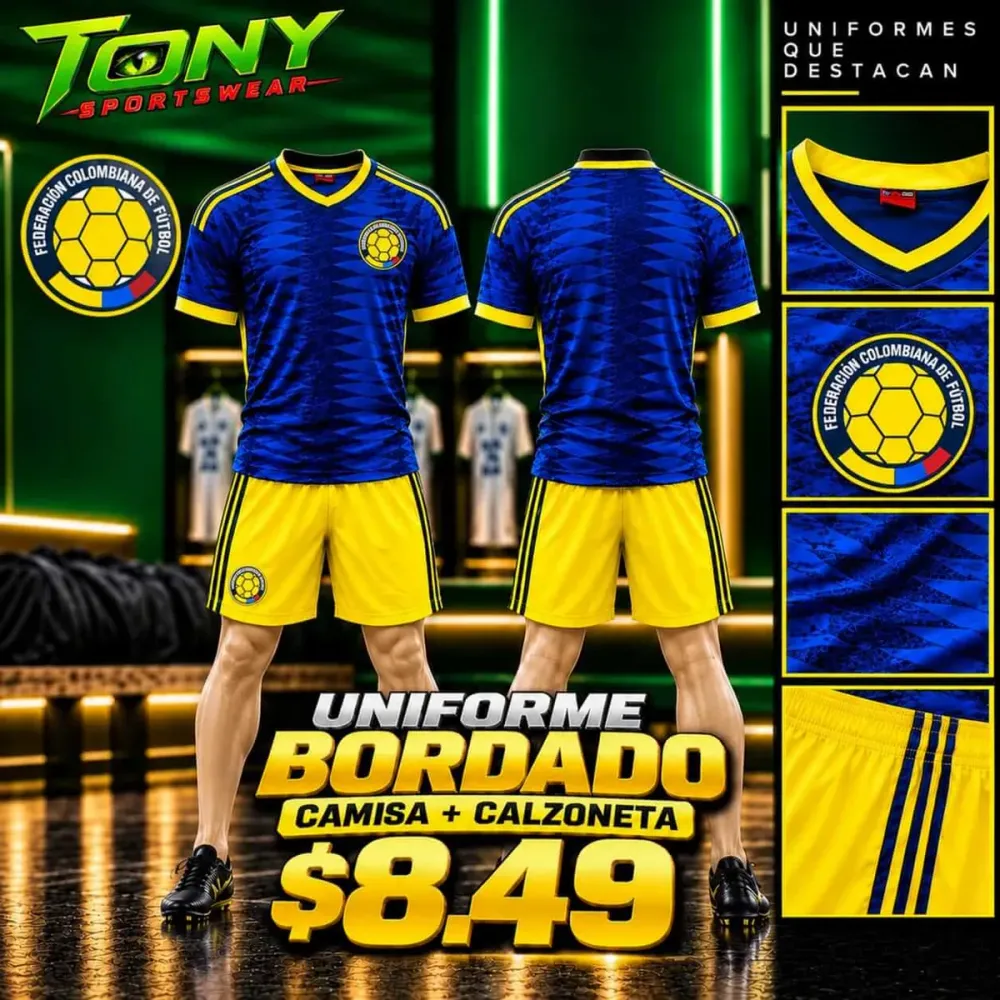 TONY
SPORTSWEAR
UNIFORMES
QUE
DESTACAN
FEDERACIÓN COLOMBIANA DE FÚTBOL
FEDERACIÓN COLOMBIANA DE FÚTBOL
UNIFORME
BORDADO
CAMISA + CALZONETA
$8.49